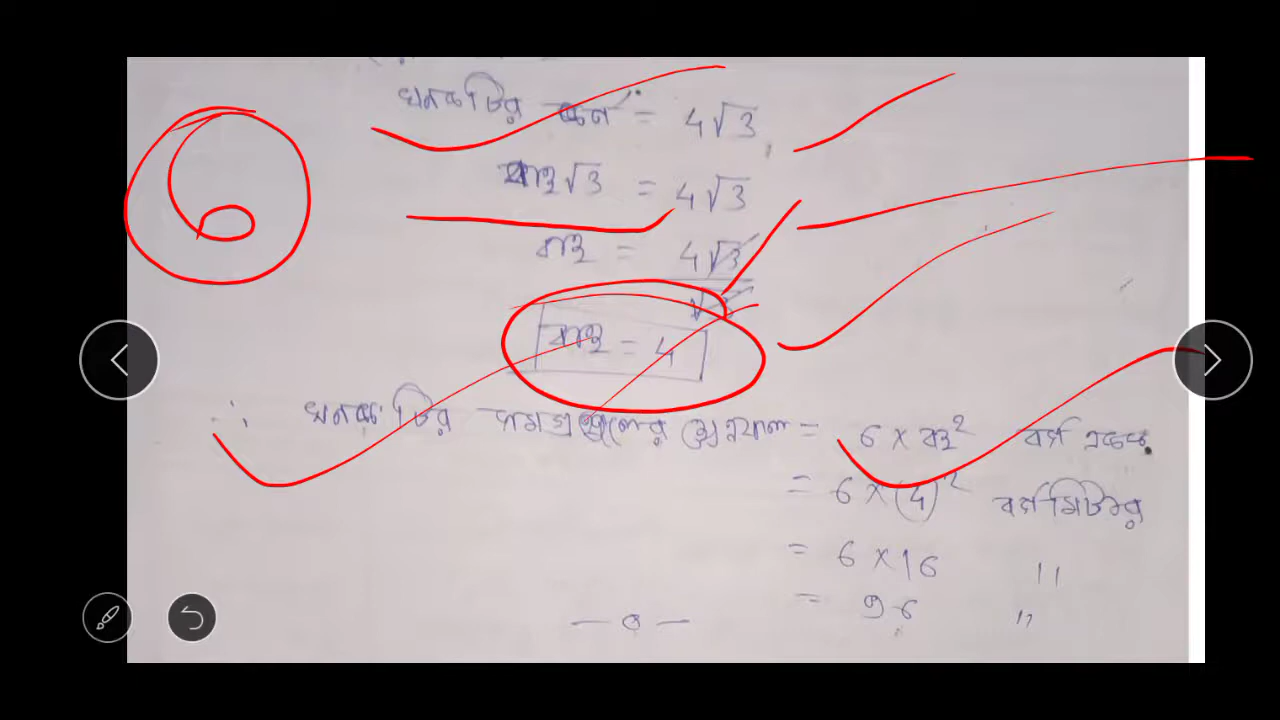 ঘনকটির কর্ণ = 4√3
বাহু√3 = 4√3
বাহু = 4√3
√3
বাহু = 4
∴ ঘনকটির সমগ্রতলের ক্ষেত্রফল = 6 × বাহু² বর্গ একক
= 6 × (4)² বর্গমিটার
= 6 × 16 "
= 96 "
— 0 —